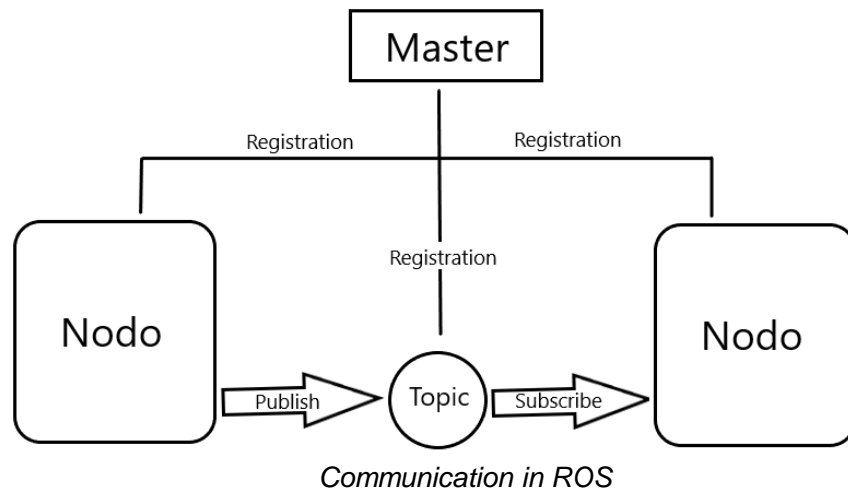 Master
Registration
Registration
Registration
Nodo
Nodo
Publish
Topic
Subscribe
Communication in ROS